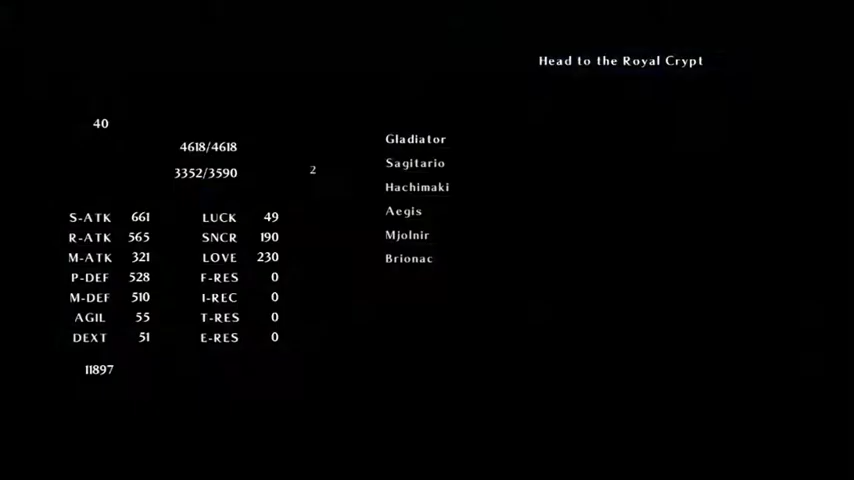 Head to the Royal Crypt
40
4618/4618
3352/3590 2
S-ATK 661 LUCK 49
R-ATK 565 SNCR 190
M-ATK 321 LOVE 230
P-DEF 528 F-RES 0
M-DEF 510 I-REC 0
AGIL 55 T-RES 0
DEXT 51 E-RES 0
11897
Gladiator
Sagitario
Hachimaki
Aegis
Mjolnir
Brionac